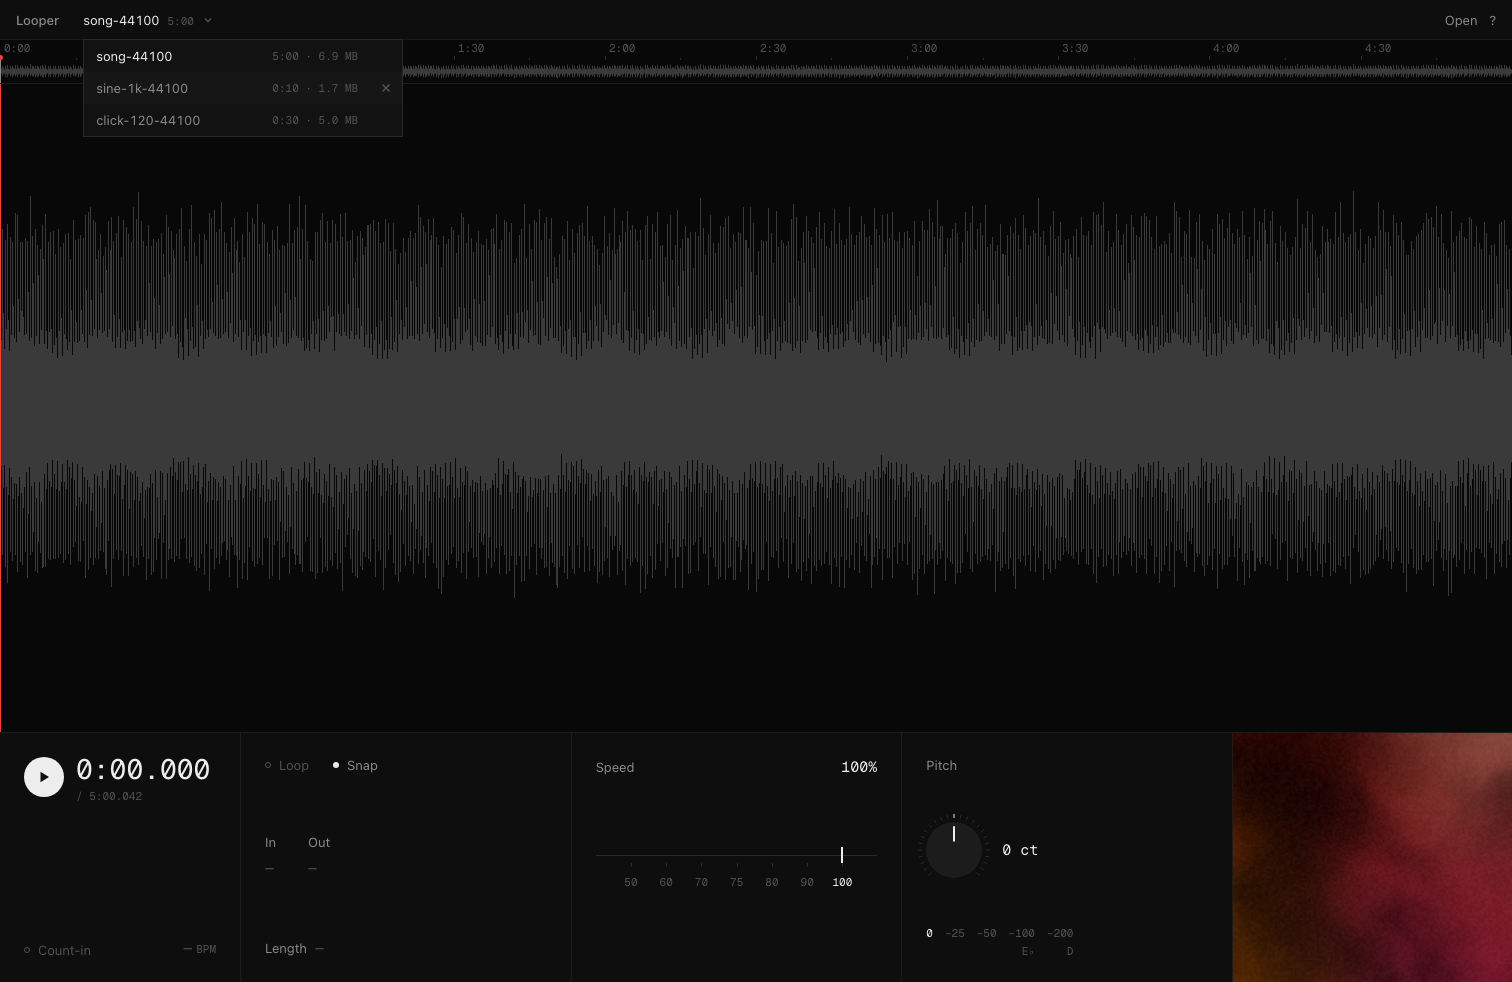 Looper song-44100 5:00 Open ?
0:00 1:30 2:00 2:30 3:00 3:30 4:00 4:30
song-44100 5:00 · 6.9 MB
sine-1k-44100 0:10 · 1.7 MB ×
click-120-44100 0:30 · 5.0 MB
0:00.000
/ 5:00.042
Count-in — BPM
Loop Snap
In Out
— —
Length —
Speed 100%
50 60 70 75 80 90 100
Pitch
0 ct
0 −25 −50 −100 −200
E♭ D